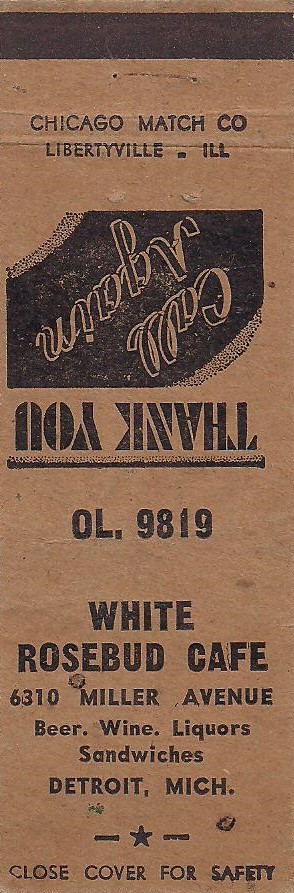 CHICAGO MATCH CO
LIBERTYVILLE . ILL
THANK YOU
Call
Again
OL. 9819
WHITE
ROSEBUD CAFE
6310 MILLER AVENUE
Beer. Wine. Liquors
Sandwiches
DETROIT, MICH.
CLOSE COVER FOR SAFETY